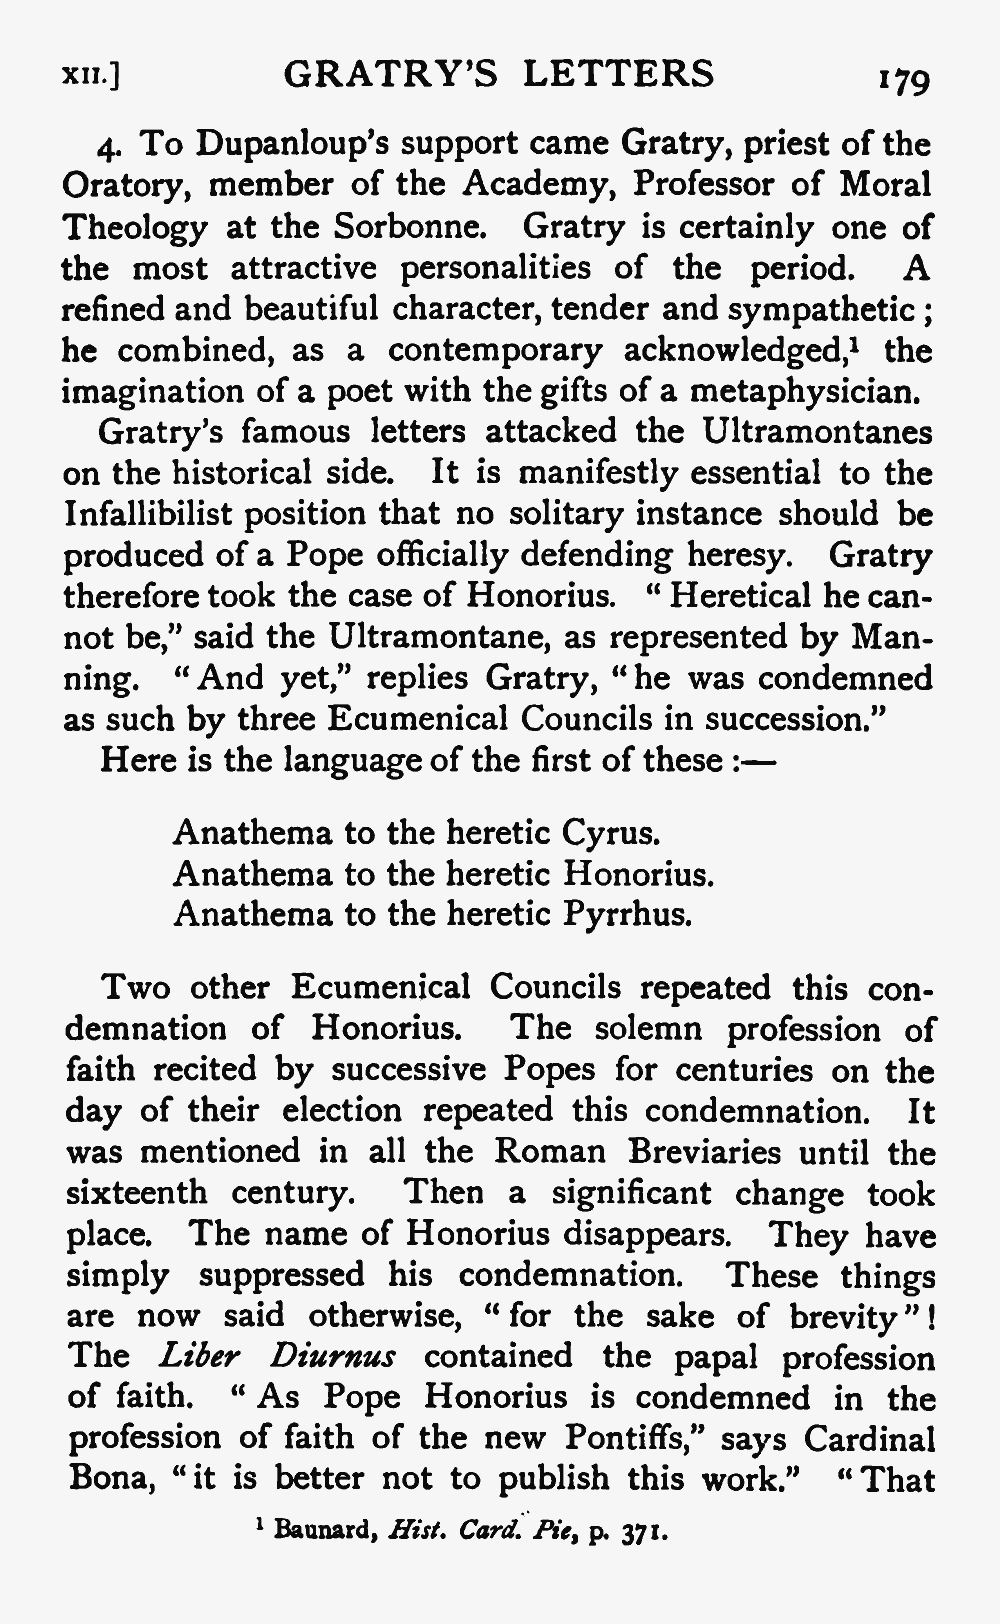 XII.] GRATRY'S LETTERS 179
4. To Dupanloup's support came Gratry, priest of the
Oratory, member of the Academy, Professor of Moral
Theology at the Sorbonne. Gratry is certainly one of
the most attractive personalities of the period. A
refined and beautiful character, tender and sympathetic ;
he combined, as a contemporary acknowledged,¹ the
imagination of a poet with the gifts of a metaphysician.
Gratry's famous letters attacked the Ultramontanes
on the historical side. It is manifestly essential to the
Infallibilist position that no solitary instance should be
produced of a Pope officially defending heresy. Gratry
therefore took the case of Honorius. “ Heretical he can-
not be,” said the Ultramontane, as represented by Man-
ning. “ And yet,” replies Gratry, “ he was condemned
as such by three Ecumenical Councils in succession.”
Here is the language of the first of these :—
Anathema to the heretic Cyrus.
Anathema to the heretic Honorius.
Anathema to the heretic Pyrrhus.
Two other Ecumenical Councils repeated this con-
demnation of Honorius. The solemn profession of
faith recited by successive Popes for centuries on the
day of their election repeated this condemnation. It
was mentioned in all the Roman Breviaries until the
sixteenth century. Then a significant change took
place. The name of Honorius disappears. They have
simply suppressed his condemnation. These things
are now said otherwise, “ for the sake of brevity ” !
The Liber Diurnus contained the papal profession
of faith. “ As Pope Honorius is condemned in the
profession of faith of the new Pontiffs,” says Cardinal
Bona, “ it is better not to publish this work.” “ That
¹ Baunard, Hist. Card. Pie, p. 371.